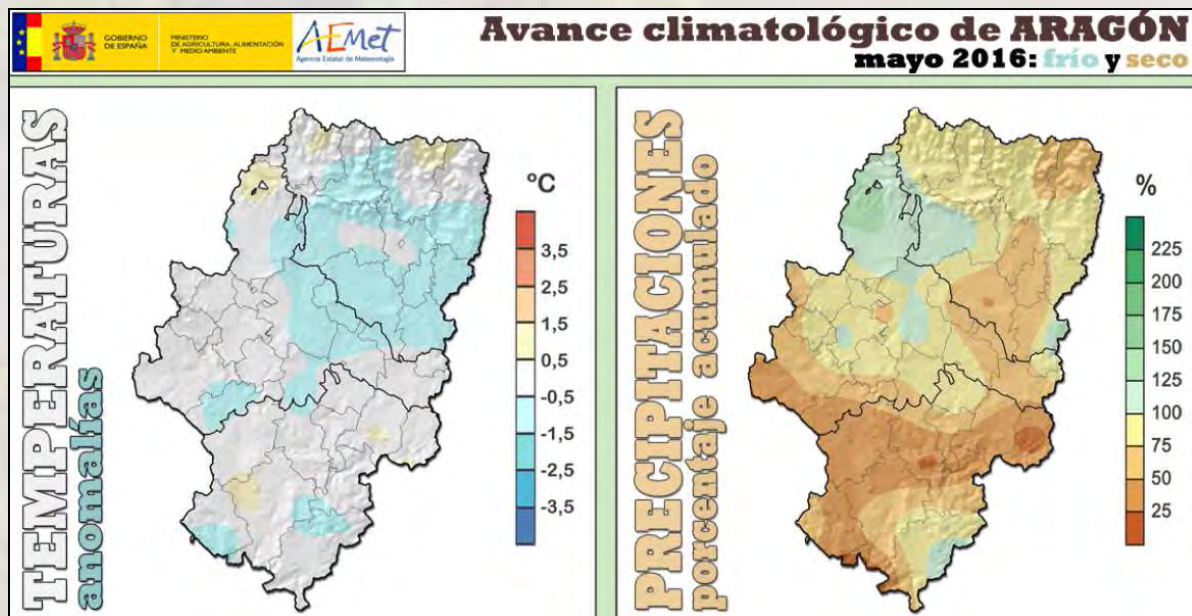 GOBIERNO
DE ESPAÑA
MINISTERIO
DE AGRICULTURA, ALIMENTACIÓN
Y MEDIO AMBIENTE
AEMet
Agencia Estatal de Meteorología
Avance climatológico de ARAGÓN
mayo 2016: frío y seco
TEMPERATURAS
anomalías
ºC
3,5
2,5
1,5
0,5
-0,5
-1,5
-2,5
-3,5
PRECIPITACIONES
porcentaje acumulado
%
225
200
175
150
125
100
75
50
25